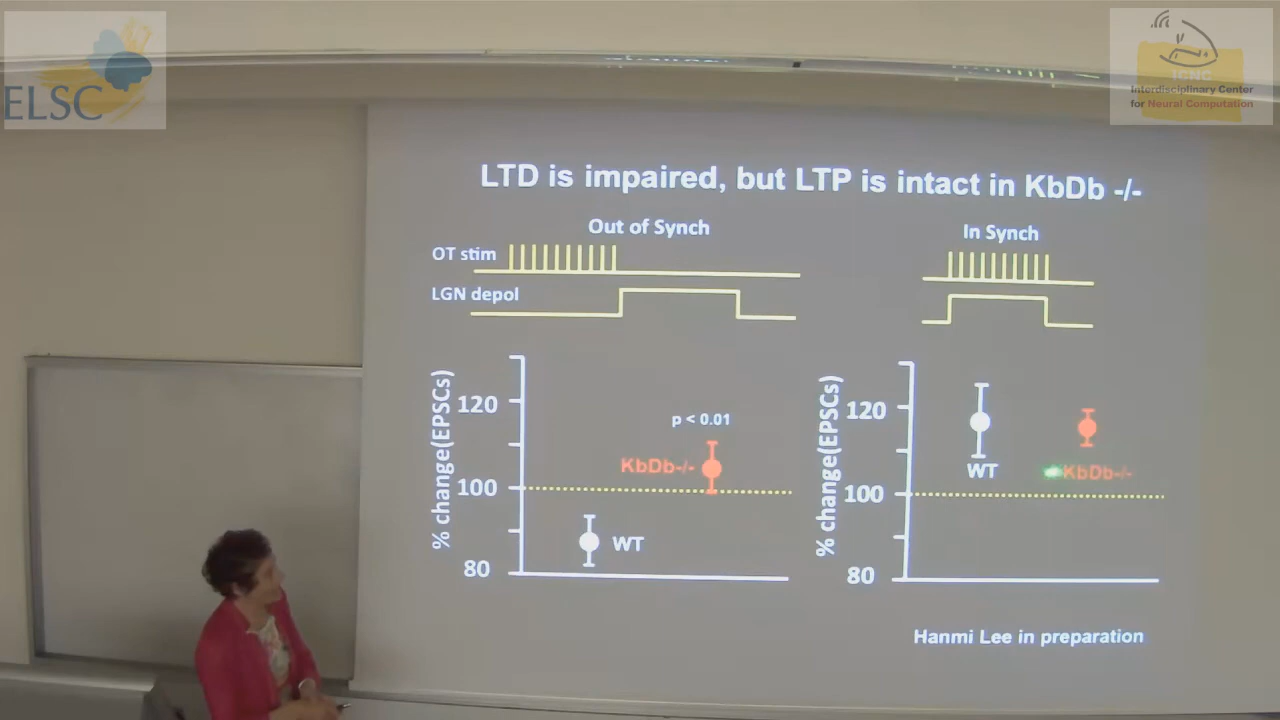 ELSC
ICNC
Interdisciplinary Center
for Neural Computation
LTD is impaired, but LTP is intact in KbDb -/-
Out of Synch
In Synch
OT stim
LGN depol
% change(EPSCs)
120
100
80
p < 0.01
KbDb-/-
WT
% change(EPSCs)
120
100
80
WT
KbDb-/-
Hanmi Lee in preparation